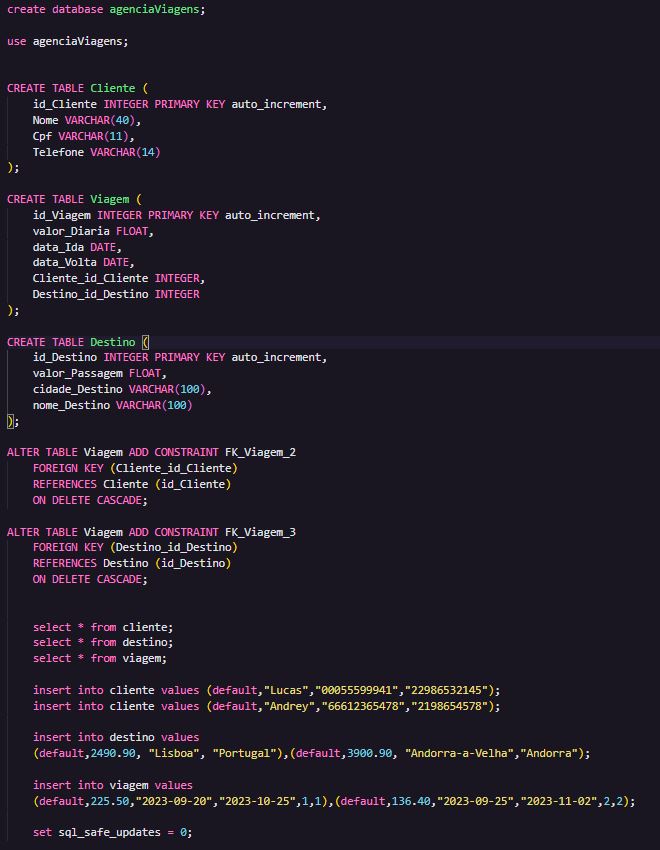 create database agenciaViagens;
use agenciaViagens;
CREATE TABLE Cliente (
id_Cliente INTEGER PRIMARY KEY auto_increment,
Nome VARCHAR(40),
Cpf VARCHAR(11),
Telefone VARCHAR(14)
);
CREATE TABLE Viagem (
id_Viagem INTEGER PRIMARY KEY auto_increment,
valor_Diaria FLOAT,
data_Ida DATE,
data_Volta DATE,
Cliente_id_Cliente INTEGER,
Destino_id_Destino INTEGER
);
CREATE TABLE Destino (
id_Destino INTEGER PRIMARY KEY auto_increment,
valor_Passagem FLOAT,
cidade_Destino VARCHAR(100),
nome_Destino VARCHAR(100)
);
ALTER TABLE Viagem ADD CONSTRAINT FK_Viagem_2
FOREIGN KEY (Cliente_id_Cliente)
REFERENCES Cliente (id_Cliente)
ON DELETE CASCADE;
ALTER TABLE Viagem ADD CONSTRAINT FK_Viagem_3
FOREIGN KEY (Destino_id_Destino)
REFERENCES Destino (id_Destino)
ON DELETE CASCADE;
select * from cliente;
select * from destino;
select * from viagem;
insert into cliente values (default,"Lucas","00055599941","22986532145");
insert into cliente values (default,"Andrey","66612365478","2198654578");
insert into destino values
(default,2490.90, "Lisboa", "Portugal"),(default,3900.90, "Andorra-a-Velha","Andorra");
insert into viagem values
(default,225.50,"2023-09-20","2023-10-25",1,1),(default,136.40,"2023-09-25","2023-11-02",2,2);
set sql_safe_updates = 0;